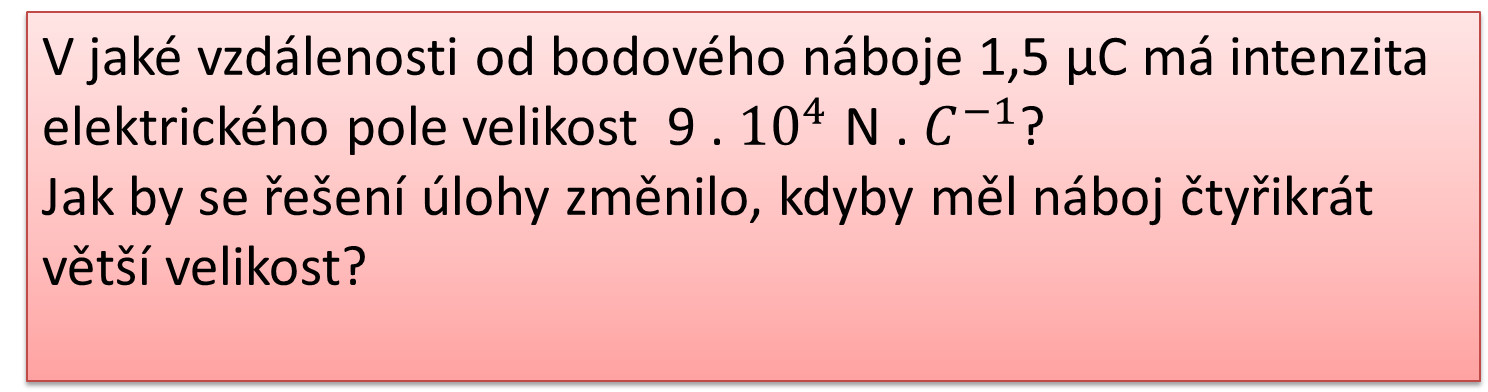 V jaké vzdálenosti od bodového náboje 1,5 μC má intenzita
elektrického pole velikost 9 . 10⁴ N . C⁻¹?
Jak by se řešení úlohy změnilo, kdyby měl náboj čtyřikrát
větší velikost?